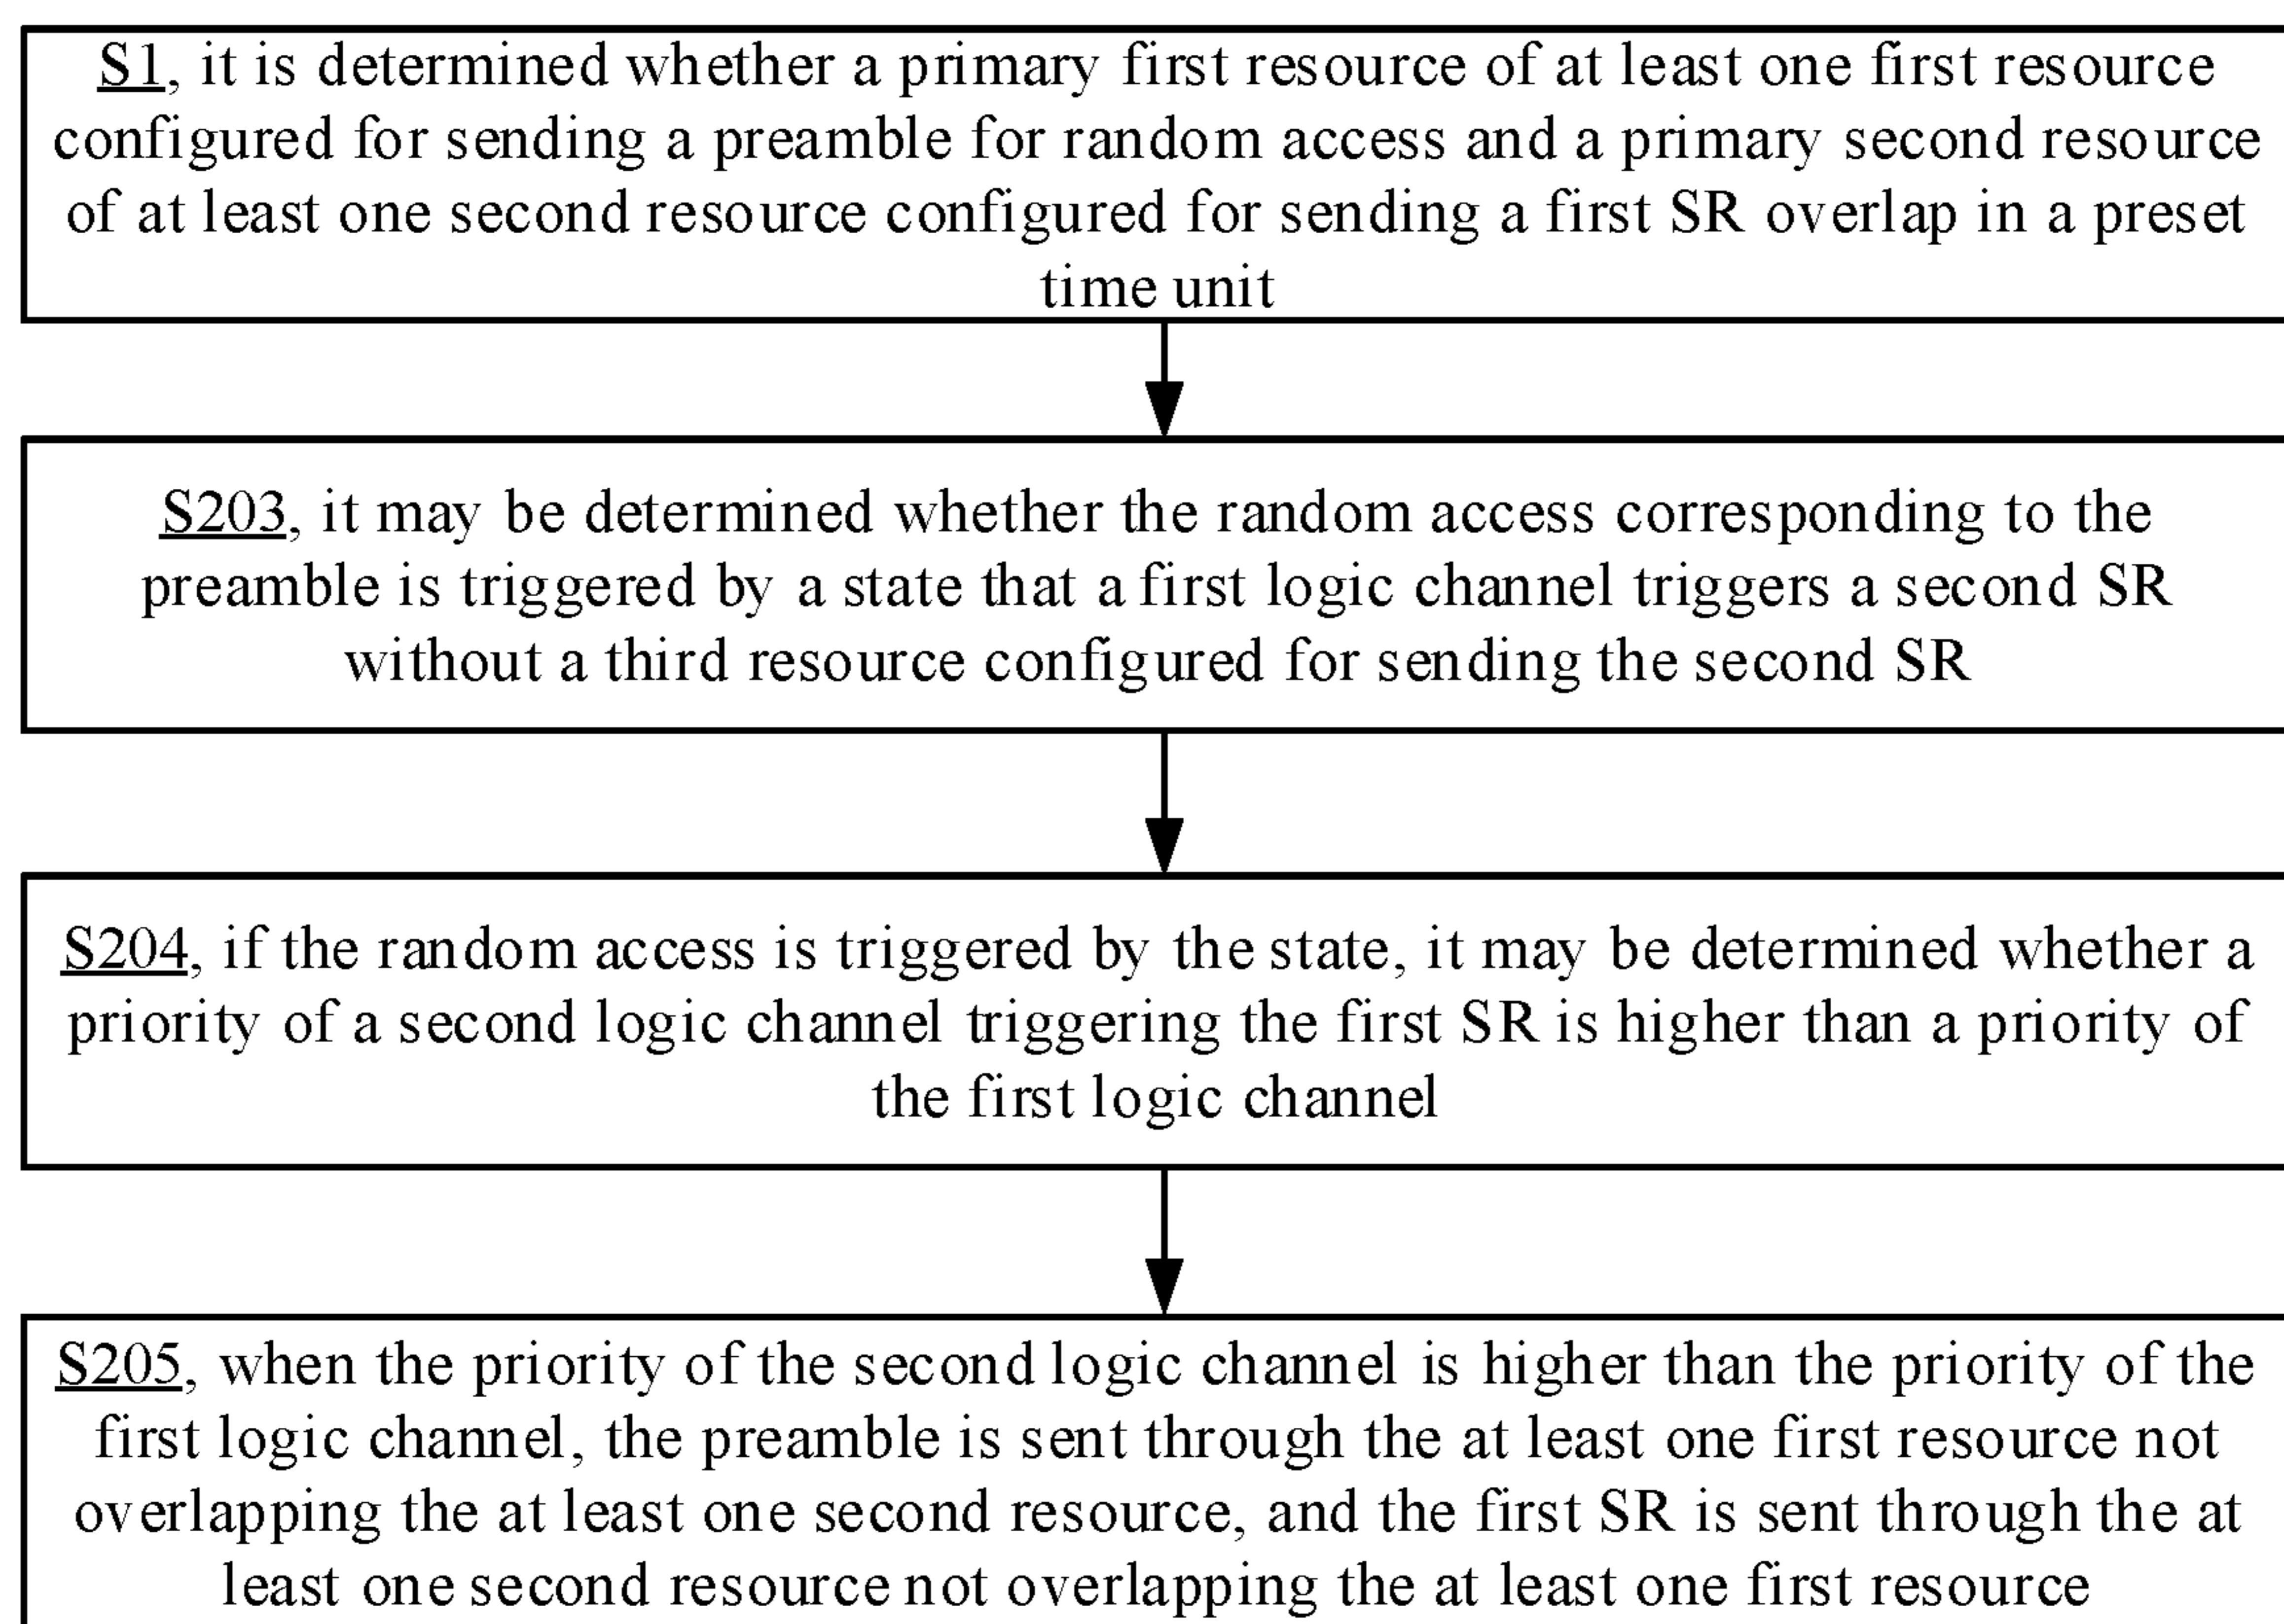 S1, it is determined whether a primary first resource of at least one first resource
configured for sending a preamble for random access and a primary second resource
of at least one second resource configured for sending a first SR overlap in a preset
time unit
S203, it may be determined whether the random access corresponding to the
preamble is triggered by a state that a first logic channel triggers a second SR
without a third resource configured for sending the second SR
S204, if the random access is triggered by the state, it may be determined whether a
priority of a second logic channel triggering the first SR is higher than a priority of
the first logic channel
S205, when the priority of the second logic channel is higher than the priority of the
first logic channel, the preamble is sent through the at least one first resource not
overlapping the at least one second resource, and the first SR is sent through the at
least one second resource not overlapping the at least one first resource